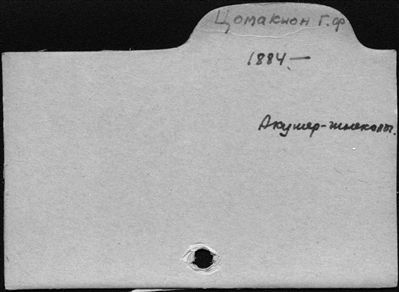 Цомакион Г.Ф
1884 —
Акушер-гинеколог.